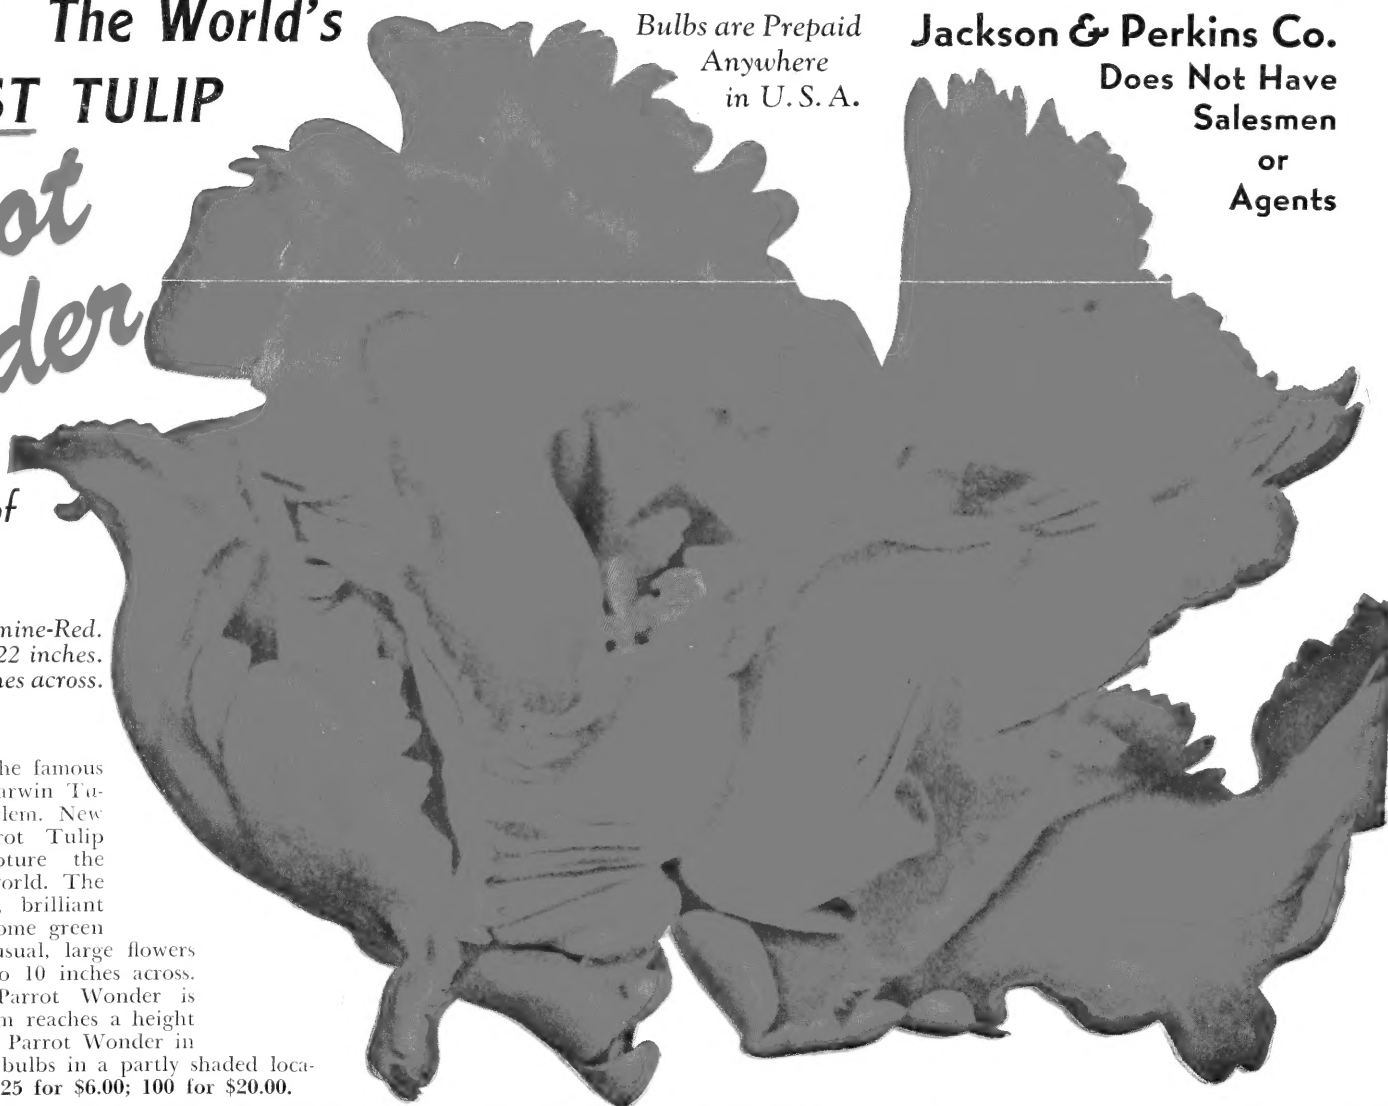 The World's
ST TULIP
ot
der
of
Bulbs are Prepaid
Anywhere
in U. S. A.
Jackson & Perkins Co.
Does Not Have
Salesmen
or
Agents
mine-Red.
22 inches.
hes across.
he famous
arwin Tu-
lem. New
rot Tulip
pture the
orld. The
, brilliant
ome green
usual, large flowers
o 10 inches across.
Parrot Wonder is
m reaches a height
Parrot Wonder in
bulbs in a partly shaded loca-
25 for $6.00; 100 for $20.00.